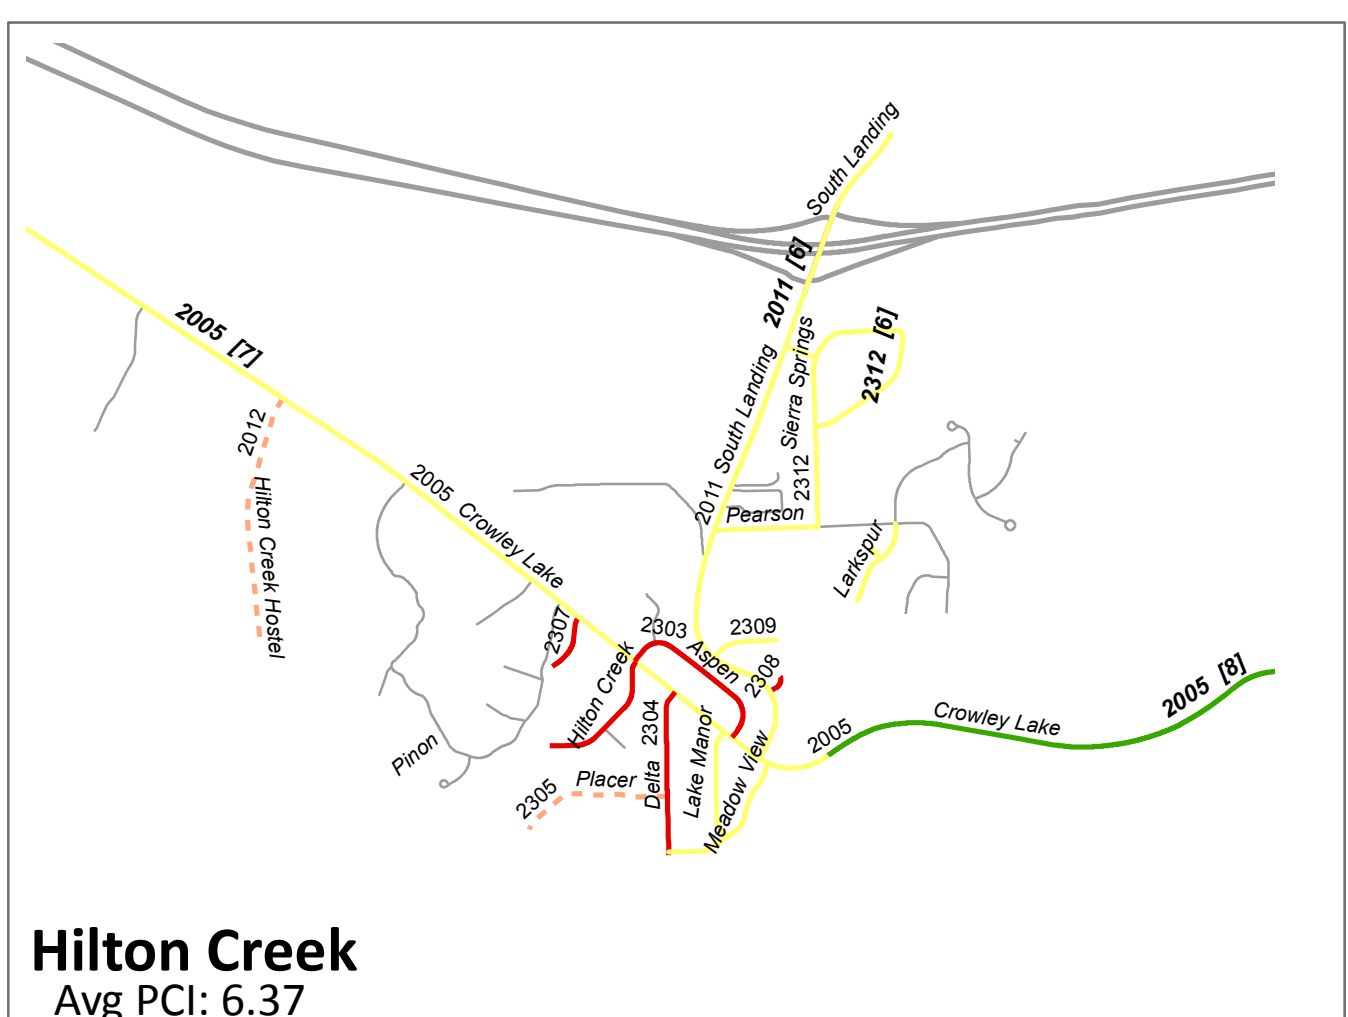 South Landing
2011 [6]
2005 [7]
2312 [6]
Sierra Springs
South Landing
2011
2312
2012
Hilton Creek Hostel
2005
Crowley Lake
Pearson
Larkspur
2307
2303
Aspen
2309
2308
Hilton Creek
2304
Delta
Lake Manor
Meadow View
2005
Crowley Lake
2005 [8]
Pinon
Placer
2305
Hilton Creek
Avg PCI: 6.37